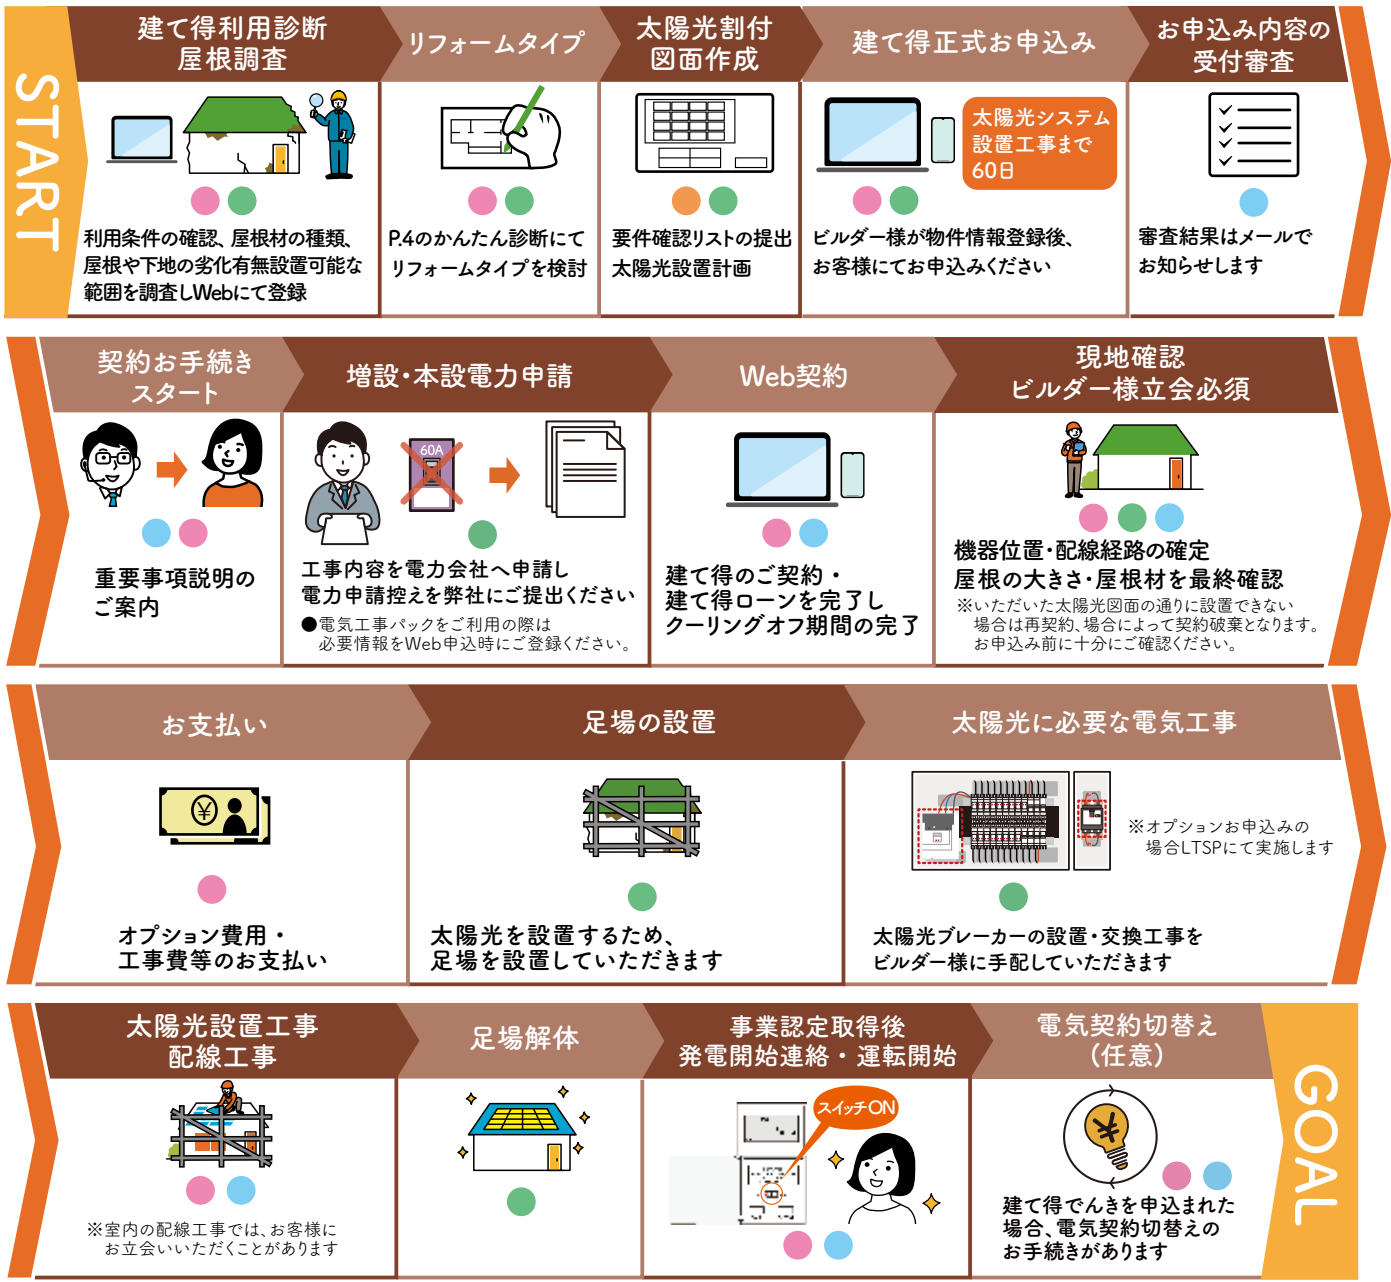 START
建て得利用診断
屋根調査
利用条件の確認、屋根材の種類、
屋根や下地の劣化有無設置可能な
範囲を調査しWebにて登録
リフォームタイプ
P.4のかんたん診断にて
リフォームタイプを検討
太陽光割付
図面作成
要件確認リストの提出
太陽光設置計画
建て得正式お申込み
太陽光システム
設置工事まで
60日
ビルダー様が物件情報登録後、
お客様にてお申込みください
お申込み内容の
受付審査
審査結果はメールで
お知らせします
契約お手続き
スタート
重要事項説明の
ご案内
増設・本設電力申請
60A
工事内容を電力会社へ申請し
電力申請控えを弊社にご提出ください
●電気工事パックをご利用の際は
必要情報をWeb申込時にご登録ください。
Web契約
建て得のご契約・
建て得ローンを完了し
クーリングオフ期間の完了
現地確認
ビルダー様立会必須
機器位置・配線経路の確定
屋根の大きさ・屋根材を最終確認
※いただいた太陽光図面の通りに設置できない
場合は再契約、場合によって契約破棄となります。
お申込み前に十分にご確認ください。
お支払い
¥
オプション費用・
工事費等のお支払い
足場の設置
太陽光を設置するため、
足場を設置していただきます
太陽光に必要な電気工事
※オプションお申込みの
場合LTSPにて実施します
太陽光ブレーカーの設置・交換工事を
ビルダー様に手配していただきます
太陽光設置工事
配線工事
※室内の配線工事では、お客様に
お立会いいただくことがあります
足場解体
事業認定取得後
発電開始連絡・運転開始
スイッチON
電気契約切替え
(任意)
¥
建て得でんきを申込まれた
場合、電気契約切替えの
お手続きがあります
GOAL